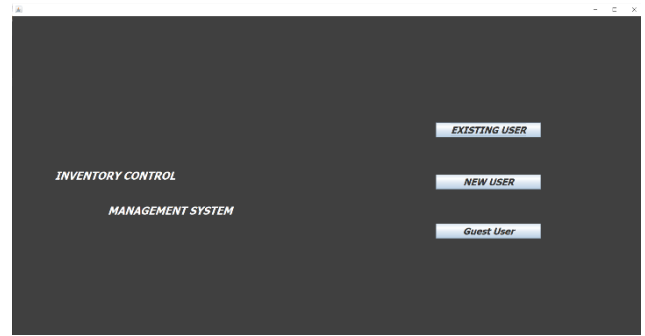 INVENTORY CONTROL
MANAGEMENT SYSTEM
EXISTING USER
NEW USER
Guest User